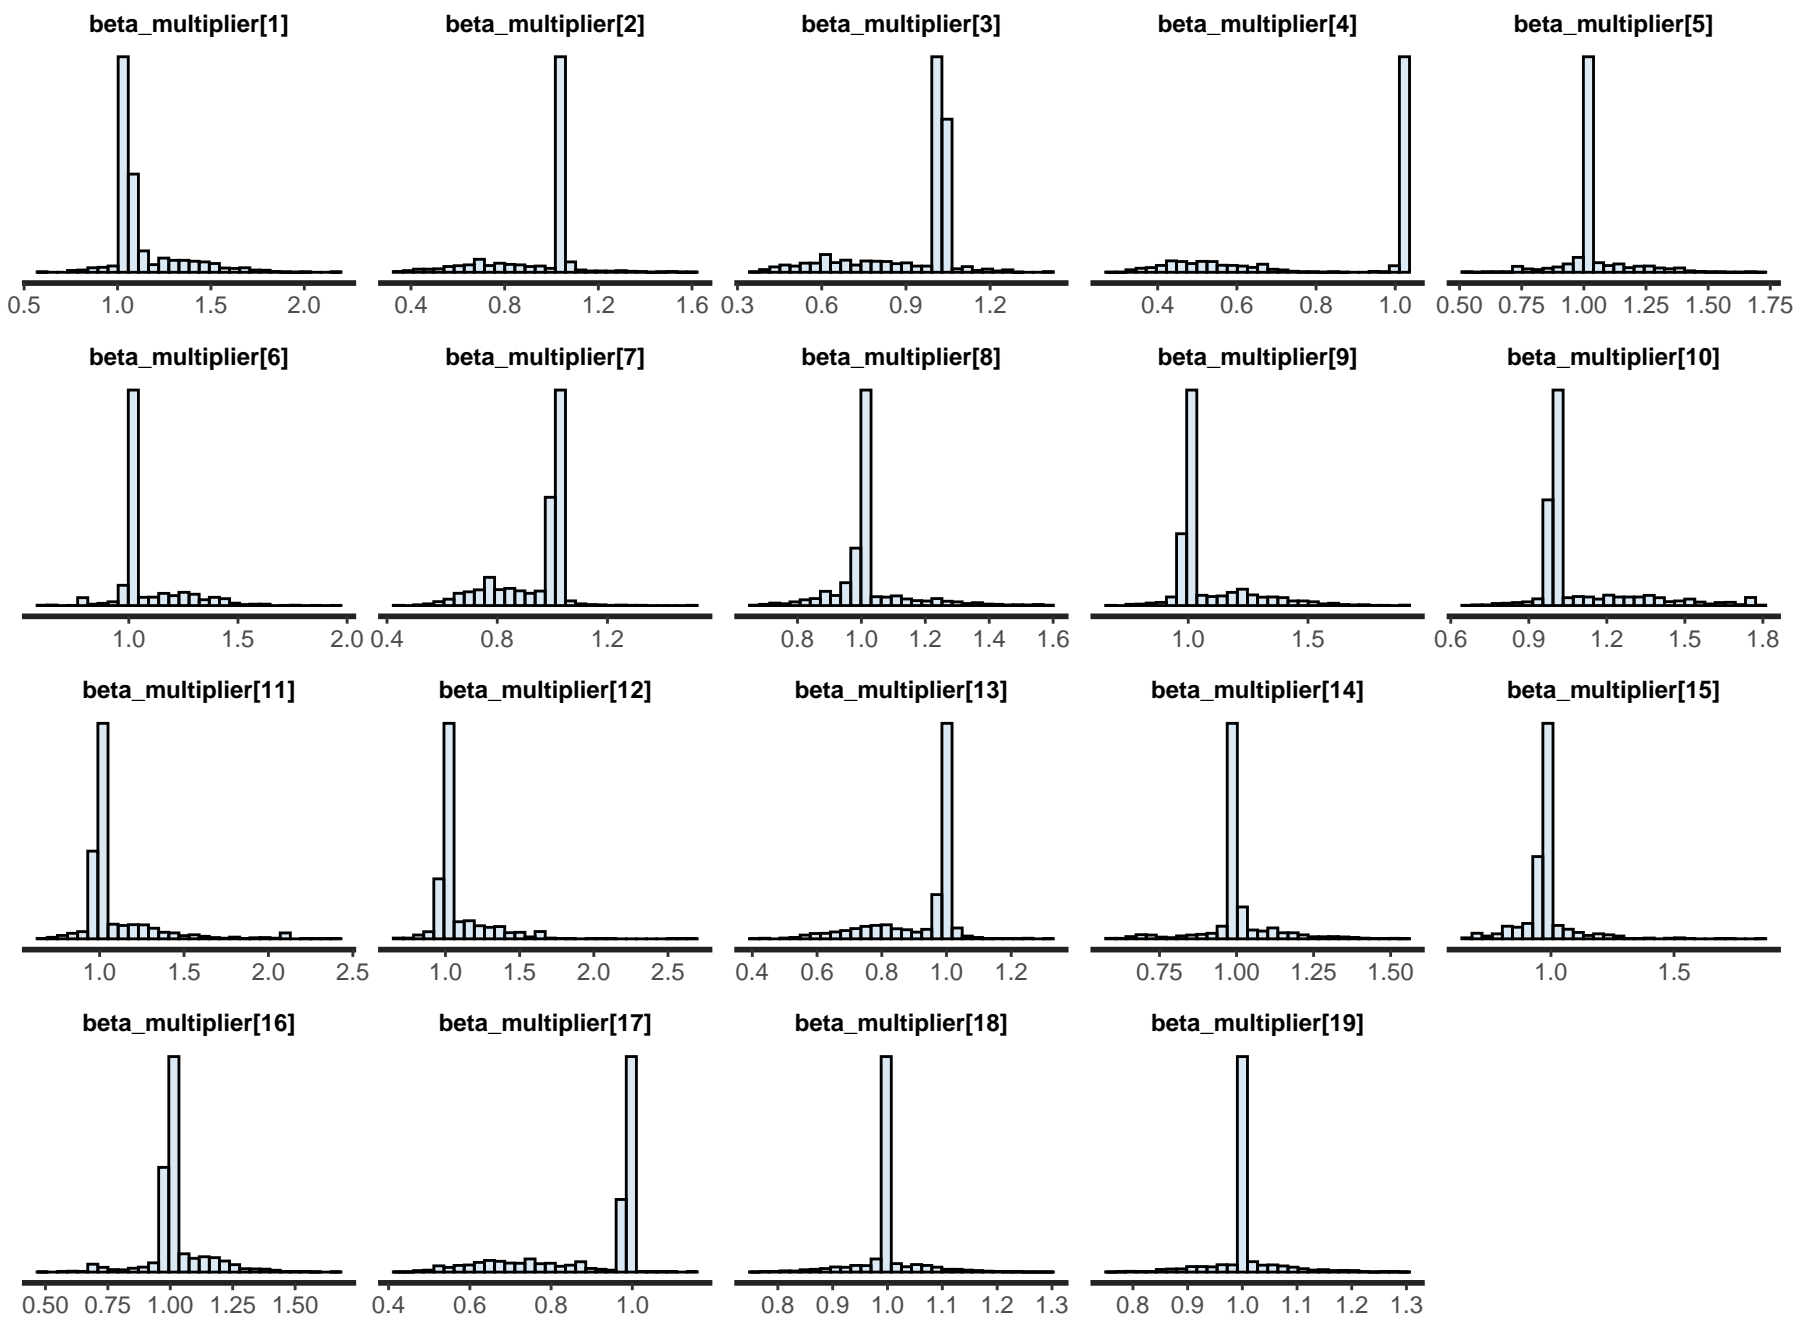 beta_multiplier[1] beta_multiplier[2] beta_multiplier[3] beta_multiplier[4] beta_multiplier[5]
0.5 1.0 1.5 2.0 0.4 0.8 1.2 1.6 0.3 0.6 0.9 1.2 0.4 0.6 0.8 1.0 0.50 0.75 1.00 1.25 1.50 1.75
beta_multiplier[6] beta_multiplier[7] beta_multiplier[8] beta_multiplier[9] beta_multiplier[10]
1.0 1.5 2.0 0.4 0.8 1.2 0.8 1.0 1.2 1.4 1.6 1.0 1.5 0.6 0.9 1.2 1.5 1.8
beta_multiplier[11] beta_multiplier[12] beta_multiplier[13] beta_multiplier[14] beta_multiplier[15]
1.0 1.5 2.0 2.5 1.0 1.5 2.0 2.5 0.4 0.6 0.8 1.0 1.2 0.75 1.00 1.25 1.50 1.0 1.5
beta_multiplier[16] beta_multiplier[17] beta_multiplier[18] beta_multiplier[19]
0.50 0.75 1.00 1.25 1.50 0.4 0.6 0.8 1.0 0.8 0.9 1.0 1.1 1.2 1.3 0.8 0.9 1.0 1.1 1.2 1.3